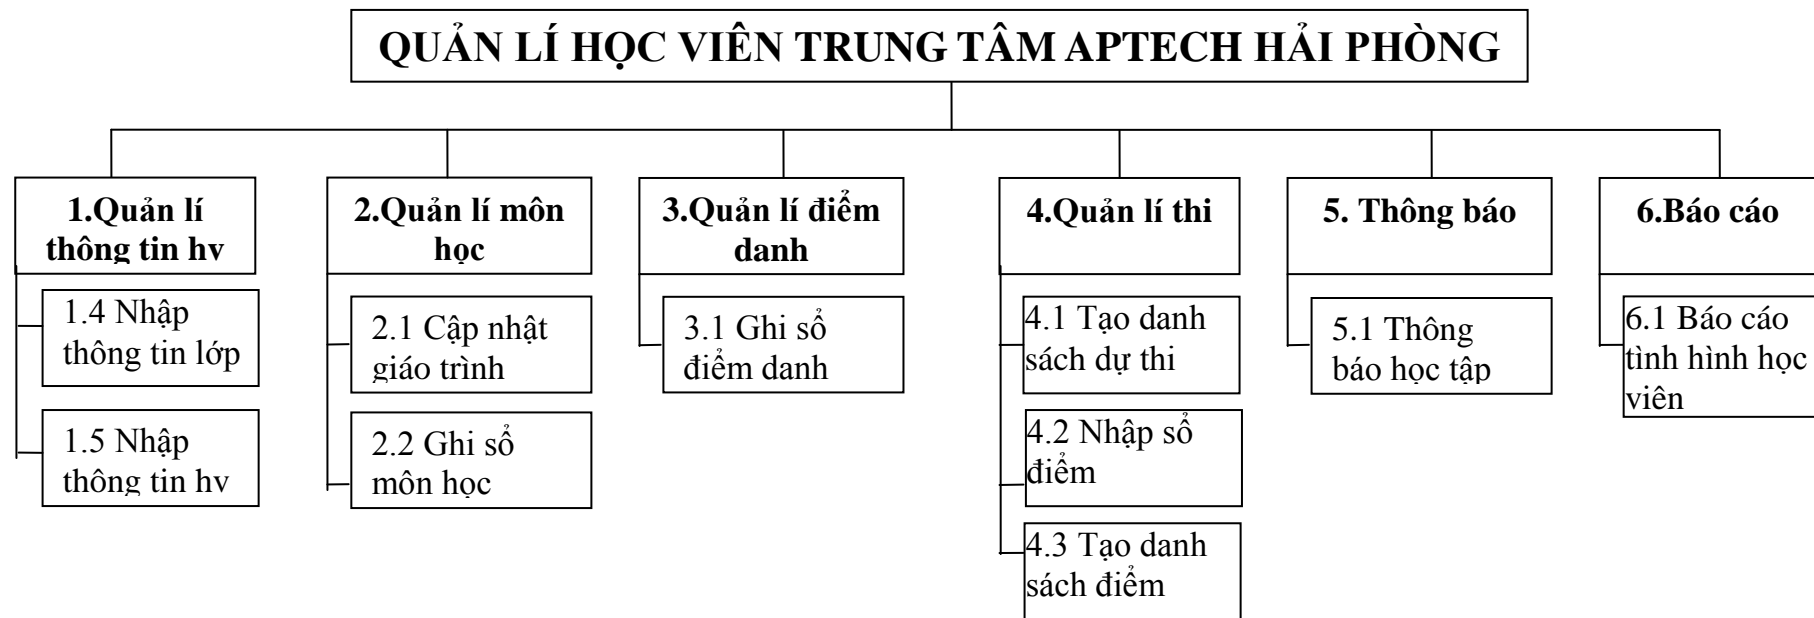 QUẢN LÍ HỌC VIÊN TRUNG TÂM APTECH HẢI PHÒNG
1.Quản lí
thông tin hv
2.Quản lí môn
học
3.Quản lí điểm
danh
4.Quản lí thi
5. Thông báo
6.Báo cáo
1.4 Nhập
thông tin lớp
1.5 Nhập
thông tin hv
2.1 Cập nhật
giáo trình
2.2 Ghi sổ
môn học
3.1 Ghi sổ
điểm danh
4.1 Tạo danh
sách dự thi
4.2 Nhập sổ
điểm
4.3 Tạo danh
sách điểm
5.1 Thông
báo học tập
6.1 Báo cáo
tình hình học
viên